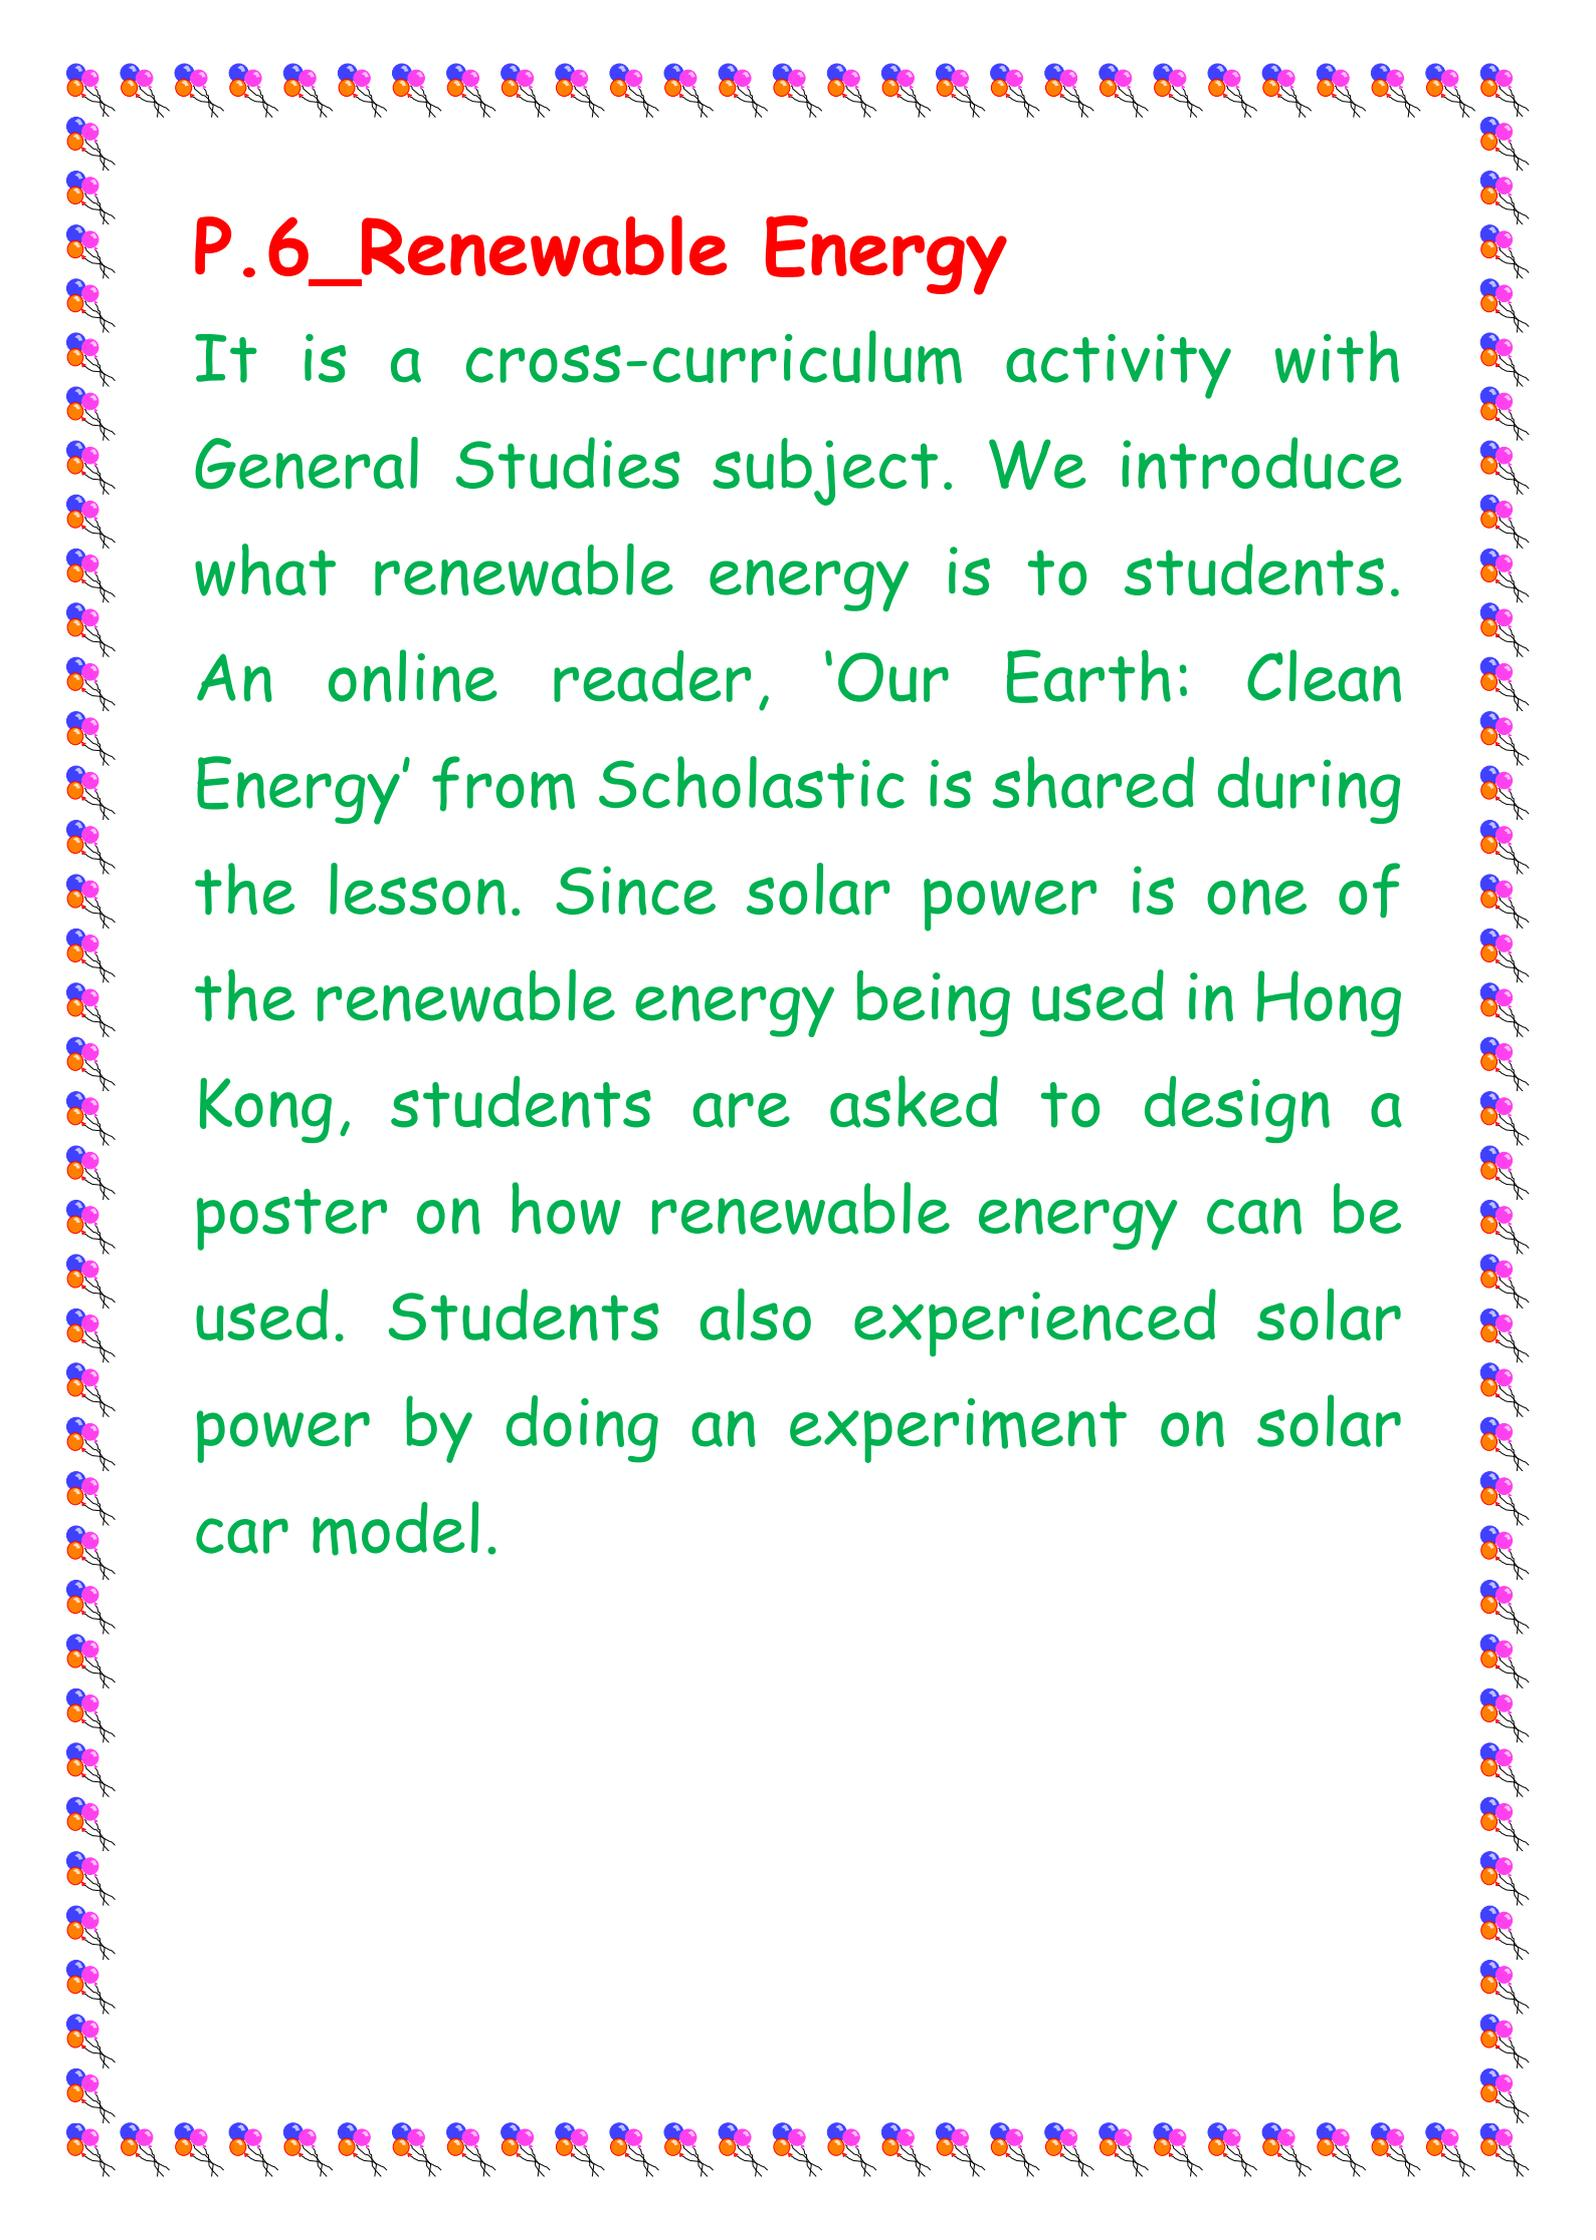 P.6_Renewable Energy
It is a cross-curriculum activity with
General Studies subject. We introduce
what renewable energy is to students.
An online reader, ‘Our Earth: Clean
Energy’ from Scholastic is shared during
the lesson. Since solar power is one of
the renewable energy being used in Hong
Kong, students are asked to design a
poster on how renewable energy can be
used. Students also experienced solar
power by doing an experiment on solar
car model.